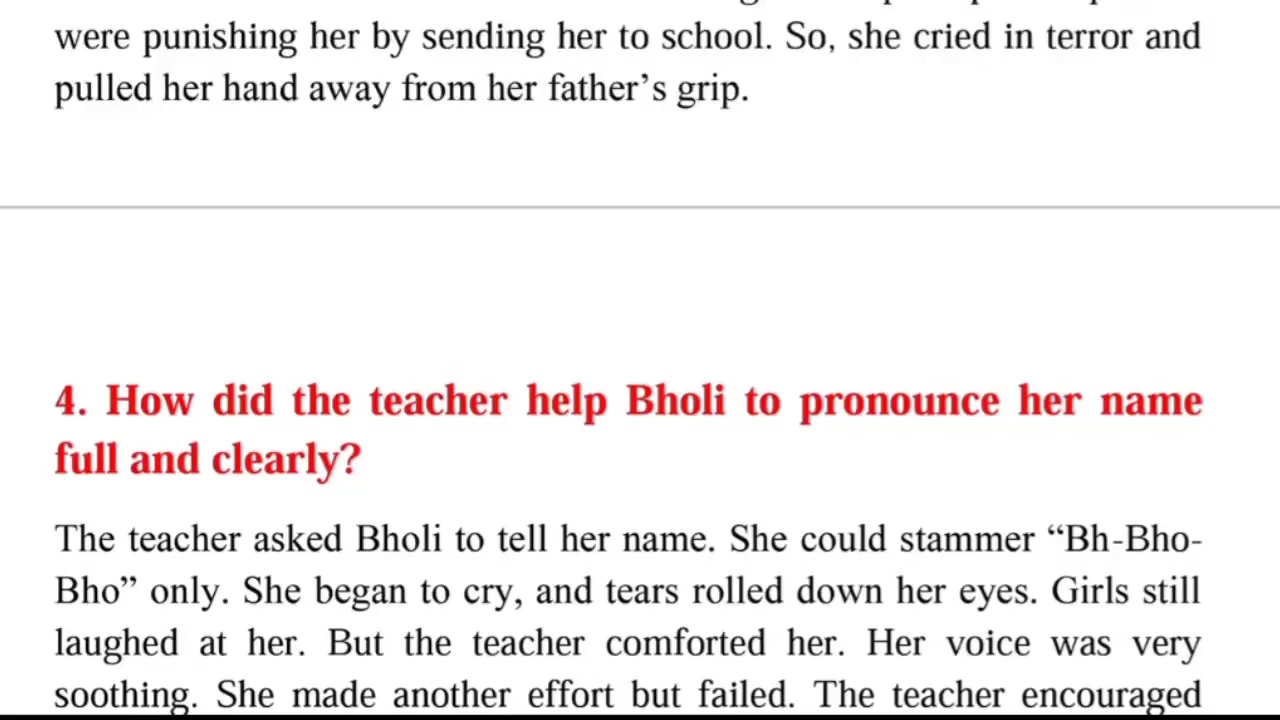 were punishing her by sending her to school. So, she cried in terror and
pulled her hand away from her father’s grip.
4. How did the teacher help Bholi to pronounce her name
full and clearly?
The teacher asked Bholi to tell her name. She could stammer “Bh-Bho-
Bho” only. She began to cry, and tears rolled down her eyes. Girls still
laughed at her. But the teacher comforted her. Her voice was very
soothing. She made another effort but failed. The teacher encouraged